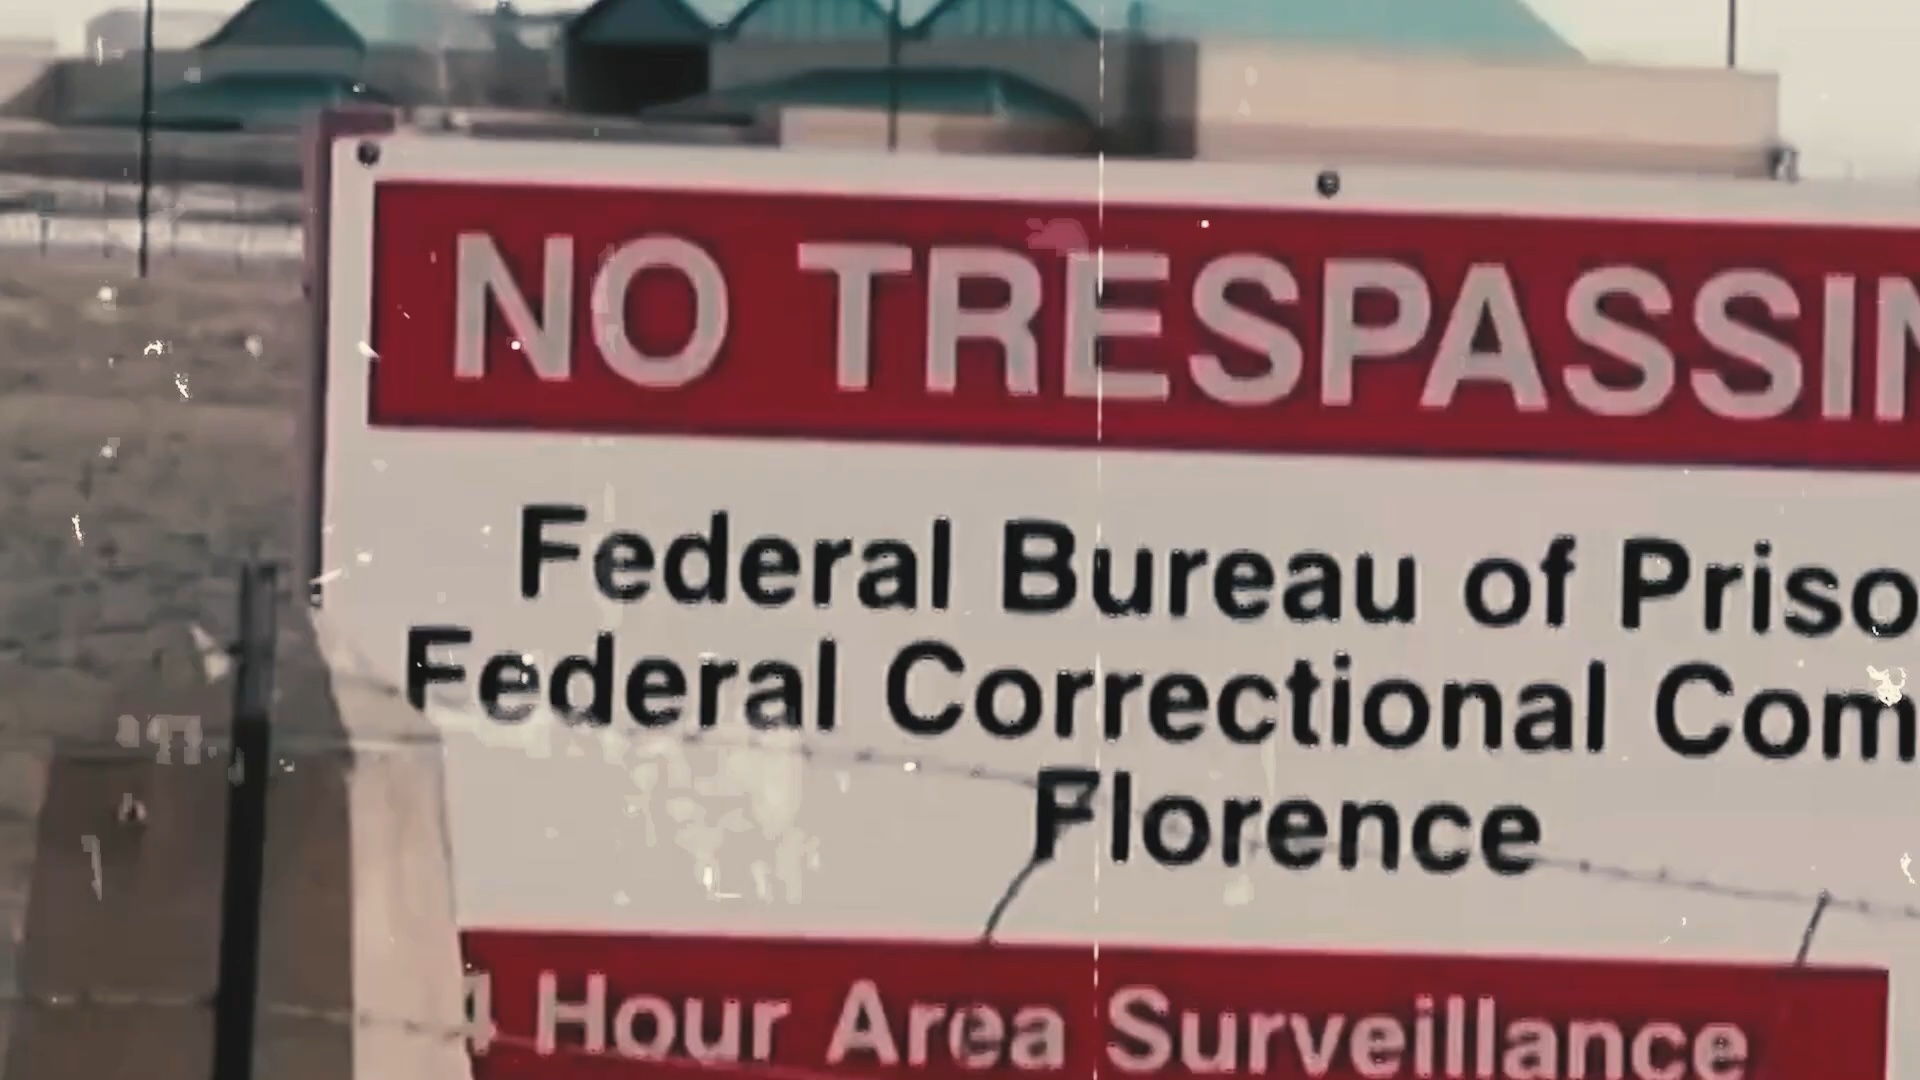 NO TRESPASSIN
Federal Bureau of Priso
Federal Correctional Com
Florence
4 Hour Area Surveillance